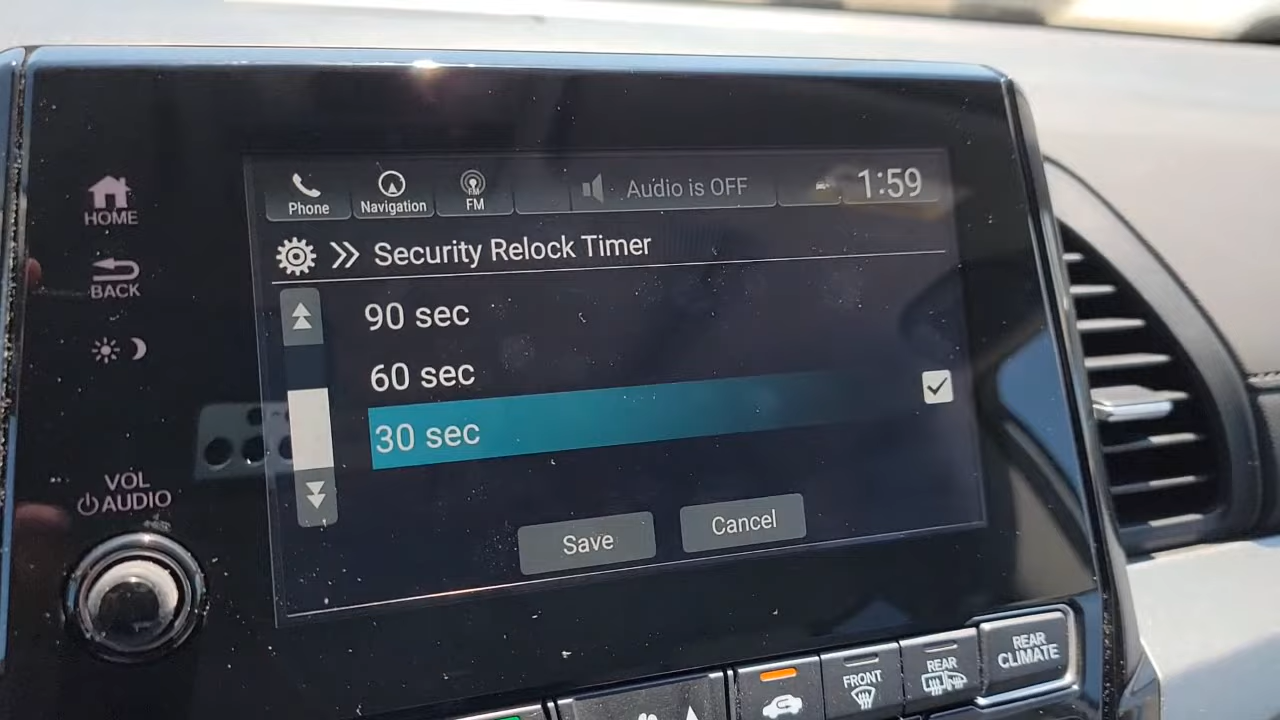 HOME
BACK
VOL
AUDIO
Phone
Navigation
FM
FM
Audio is OFF
1:59
Security Relock Timer
90 sec
60 sec
30 sec
Save
Cancel
FRONT
REAR
REAR
CLIMATE